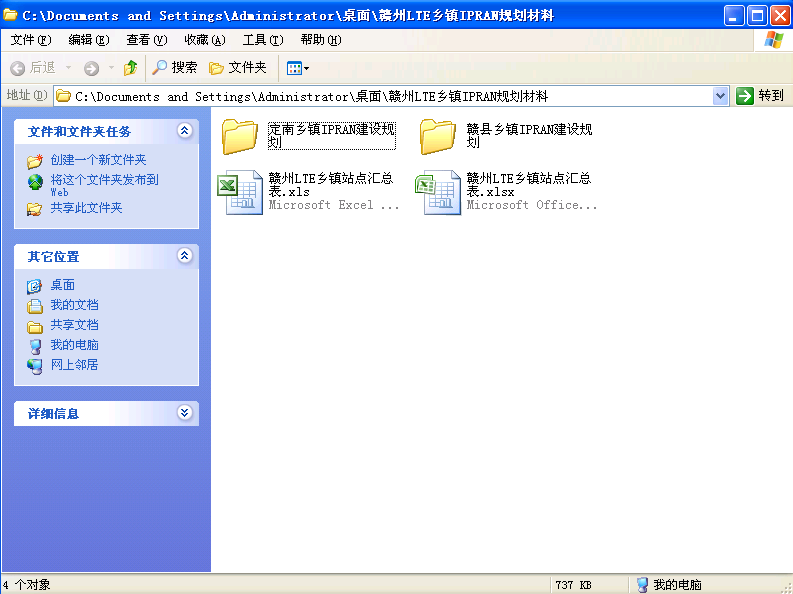 C:\Documents and Settings\Administrator\桌面\赣州LTE乡镇IPRAN规划材料
文件(F) 编辑(E) 查看(V) 收藏(A) 工具(T) 帮助(H)
后退 搜索 文件夹
地址(D) C:\Documents and Settings\Administrator\桌面\赣州LTE乡镇IPRAN规划材料 转到
文件和文件夹任务
创建一个新文件夹
将这个文件夹发布到
Web
共享此文件夹
其它位置
桌面
我的文档
共享文档
我的电脑
网上邻居
详细信息
定南乡镇IPRAN建设规
划
赣县乡镇IPRAN建设规
划
赣州LTE乡镇站点汇总
表.xls
Microsoft Excel ...
赣州LTE乡镇站点汇总
表.xlsx
Microsoft Office...
4 个对象 737 KB 我的电脑